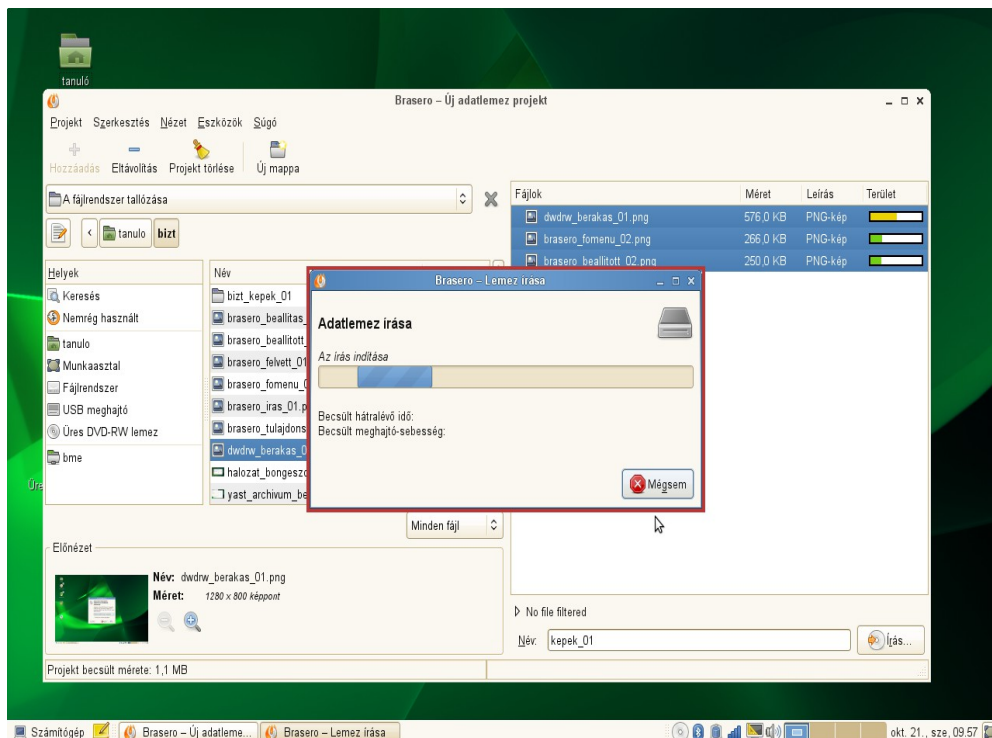 tanuló
Brasero – Új adatlemez projekt
Projekt Szerkesztés Nézet Eszközök Súgó
Hozzáadás Eltávolítás Projekt törlése Új mappa
A fájlrendszer tallózása
tanulo bizt
Helyek
Keresés
Nemrég használt
tanulo
Munkaasztal
Fájlrendszer
USB meghajtó
Üres DVD-RW lemez
bme
Név
bizt_kepek_01
brasero_beallitas_
brasero_beallitott_
brasero_felvett_01
brasero_fomenu_0
brasero_iras_01.p
brasero_tulajdons
dwdrw_berakas_0
halozat_bongeszo
yast_archivum_be
Minden fájl
Fájlok Méret Leírás Terület
dwdrw_berakas_01.png 576,0 KB PNG-kép
brasero_fomenu_02.png 266,0 KB PNG-kép
brasero_beallitott_02.png 250,0 KB PNG-kép
Brasero – Lemez írása
Adatlemez írása
Az írás indítása
Becsült hátralévő idő:
Becsült meghajtó-sebesség:
Mégsem
Üre
Előnézet
Név: dwdrw_berakas_01.png
Méret: 1280 x 800 képpont
No file filtered
Név: kepek_01
Írás...
Projekt becsült mérete: 1,1 MB
Számítógép
Brasero – Új adatleme...
Brasero – Lemez írása
okt. 21., sze, 09.57